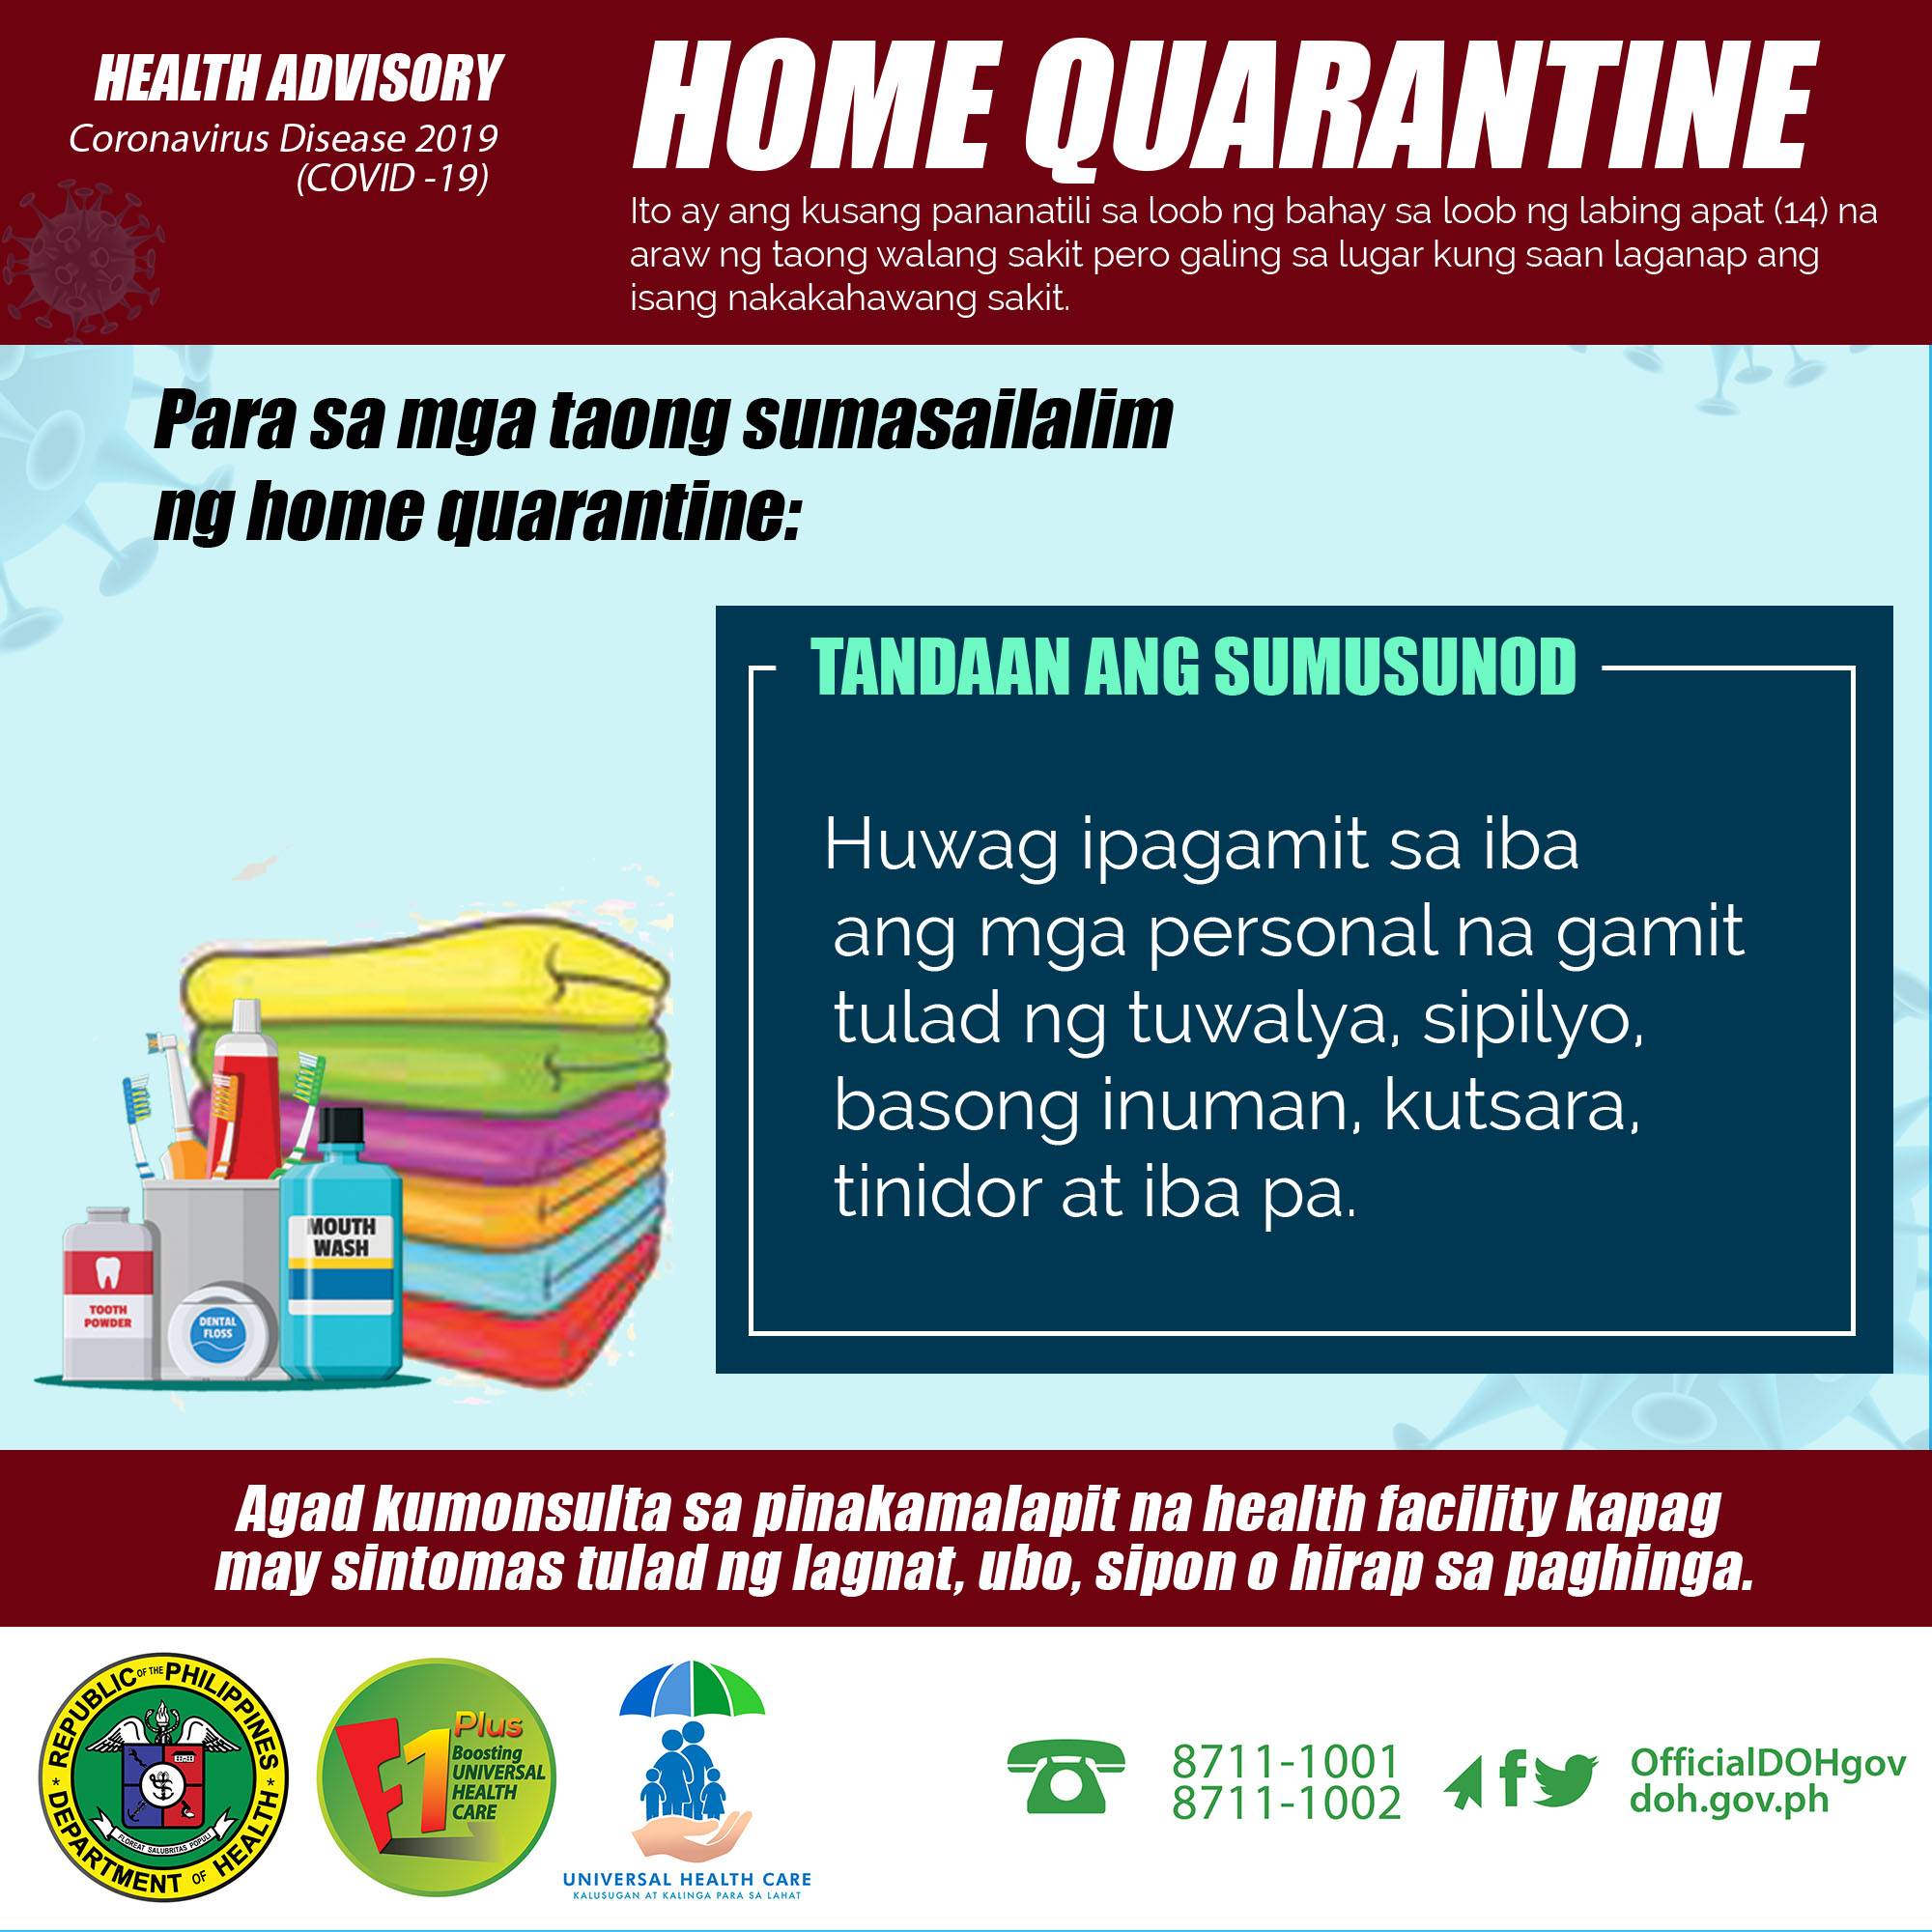 HEALTH ADVISORY
Coronavirus Disease 2019
(COVID -19)
HOME QUARANTINE
Ito ay ang kusang pananatili sa loob ng bahay sa loob ng labing apat (14) na
araw ng taong walang sakit pero galing sa lugar kung saan laganap ang
isang nakakahawang sakit.
Para sa mga taong sumasailalim
ng home quarantine:
TANDAAN ANG SUMUSUNOD
Huwag ipagamit sa iba
ang mga personal na gamit
tulad ng tuwalya, sipilyo,
basong inuman, kutsara,
tinidor at iba pa.
MOUTH
WASH
TOOTH
POWDER
DENTAL
FLOSS
Agad kumonsulta sa pinakamalapit na health facility kapag
may sintomas tulad ng lagnat, ubo, sipon o hirap sa paghinga.
REPUBLIC OF THE PHILIPPINES
DEPARTMENT OF HEALTH
FLOREAT SALUBRITAS POPULI
F1
Plus
Boosting
UNIVERSAL
HEALTH
CARE
UNIVERSAL HEALTH CARE
KALUSUGAN AT KALINGA PARA SA LAHAT
8711-1001
8711-1002
OfficialDOHgov
doh.gov.ph